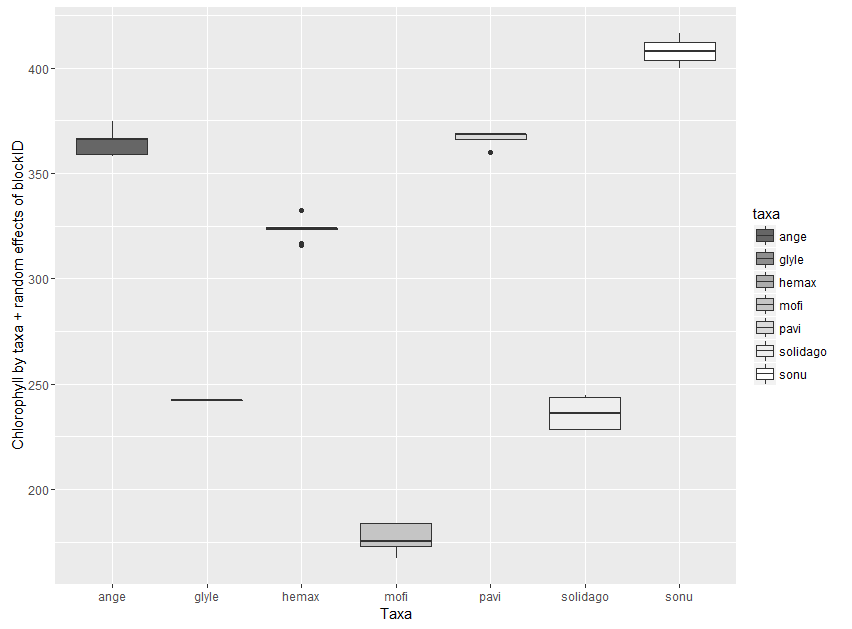 Chlorophyll by taxa + random effects of blockID
400
350
300
250
200
ange glyle hemax mofi pavi solidago sonu
Taxa
taxa
ange
glyle
hemax
mofi
pavi
solidago
sonu